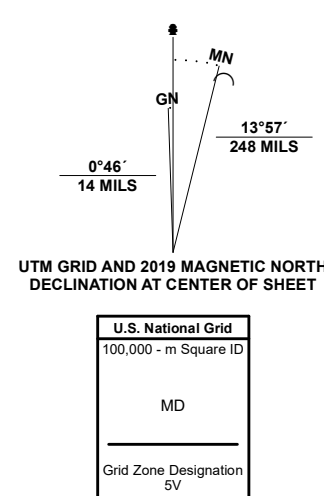 MN
GN
13°57´
248 MILS
0°46´
14 MILS
UTM GRID AND 2019 MAGNETIC NORTH
DECLINATION AT CENTER OF SHEET
U.S. National Grid
100,000 - m Square ID
MD
Grid Zone Designation
5V